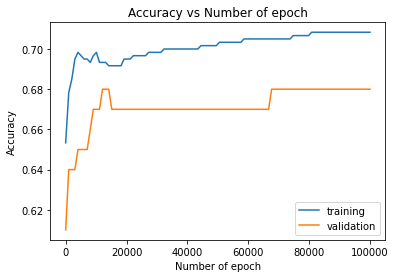 Accuracy vs Number of epoch
Accuracy
0.70
0.68
0.66
0.64
0.62
0
20000
40000
60000
80000
100000
Number of epoch
training
validation